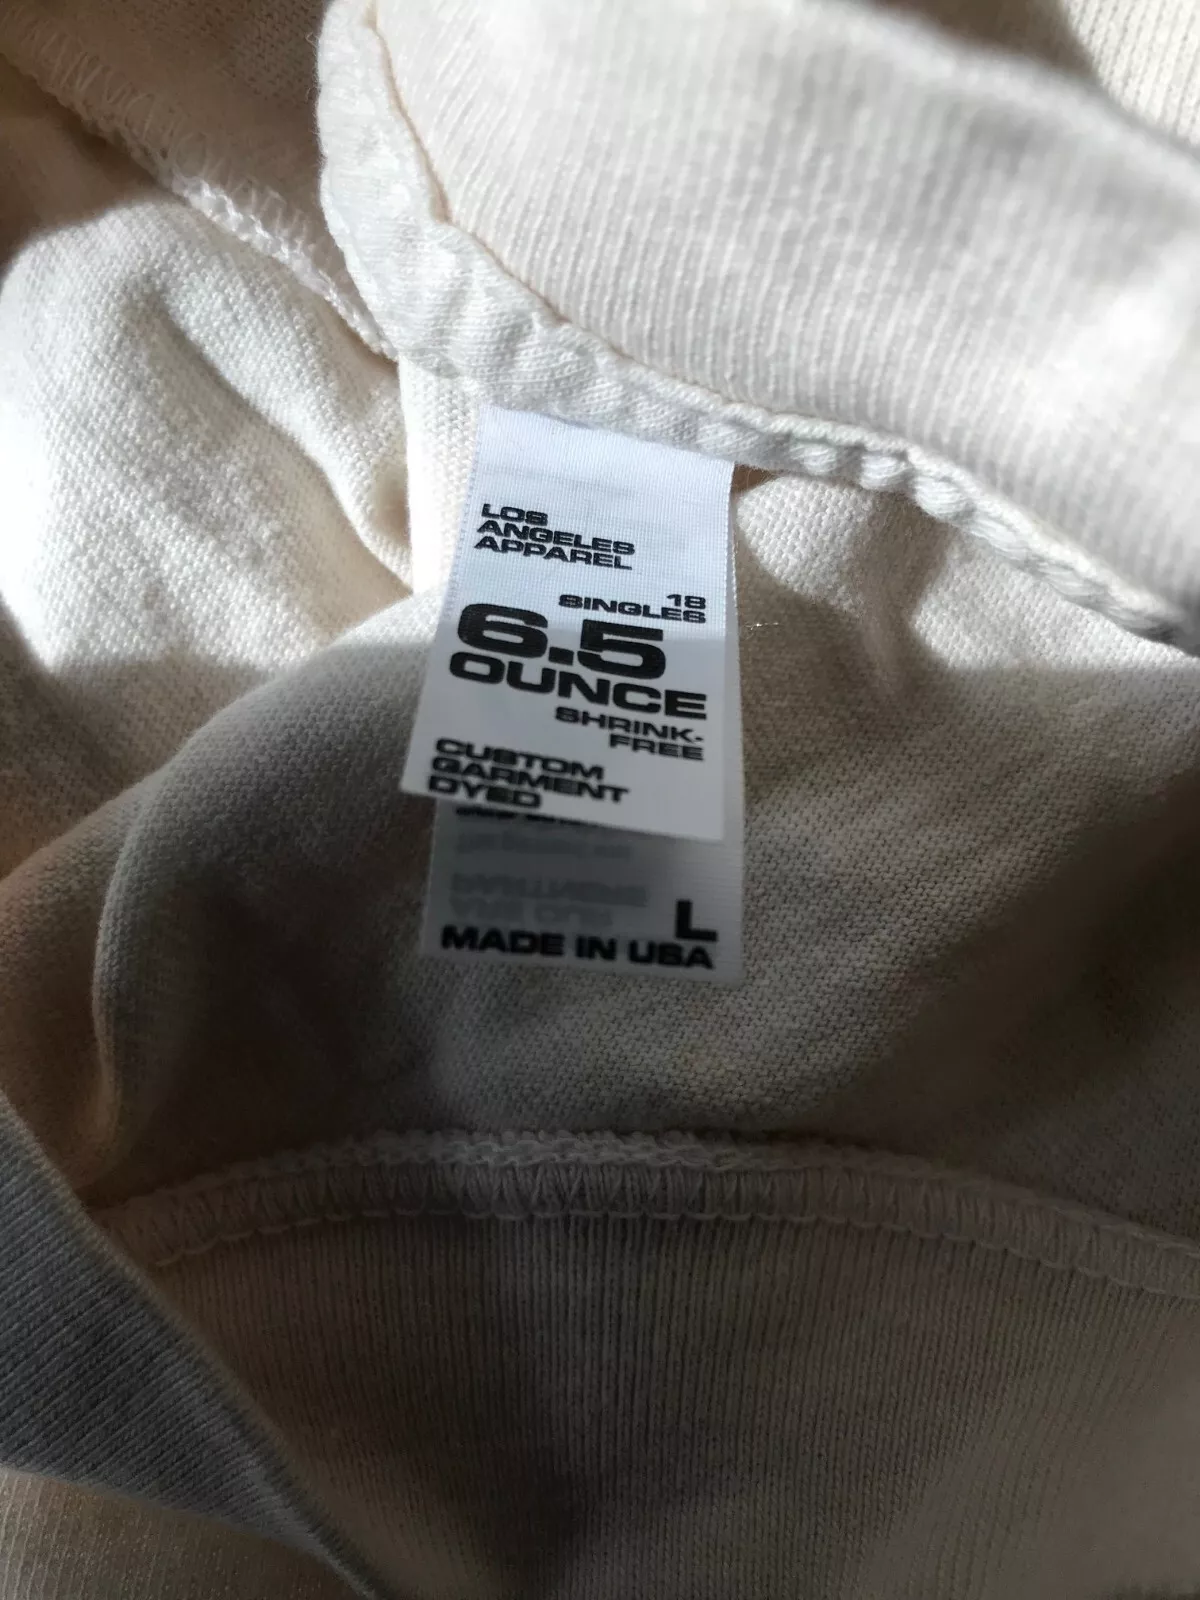 LOS
ANGELES
APPAREL
18
SINGLES
6.5
OUNCE
SHRINK-
FREE
CUSTOM
GARMENT
DYED
L
MADE IN USA